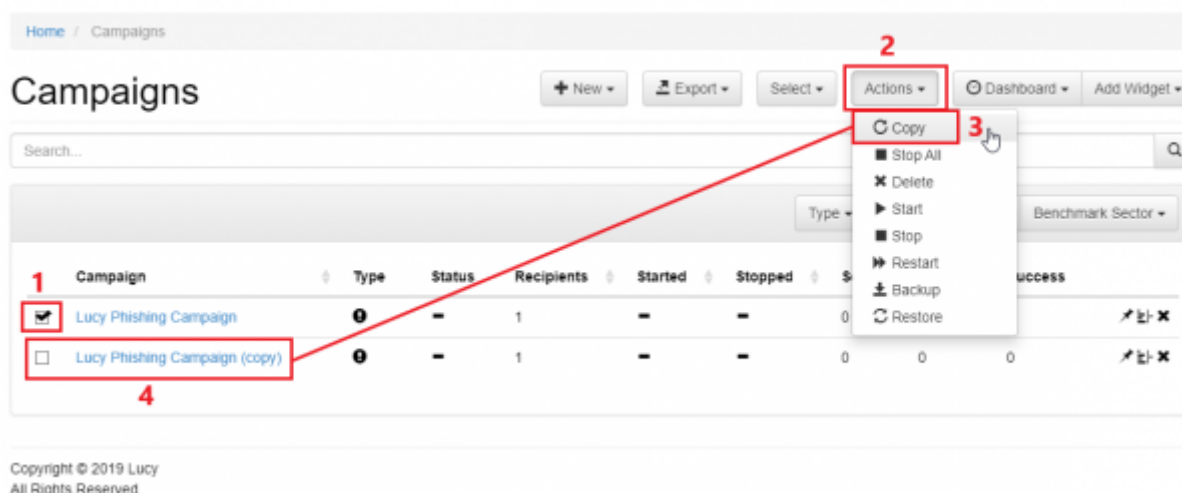 Home / Campaigns
2
Campaigns
New
Export
Select
Actions
Dashboard
Add Widget
Copy
3
Search...
Stop All
Delete
Type
Start
Benchmark Sector
Stop
Restart
1
Campaign
Type
Status
Recipients
Started
Stopped
Backup
Lucy Phishing Campaign
1
0
Restore
Lucy Phishing Campaign (copy)
1
0
0
0
4
Copyright © 2019 Lucy
All Rights Reserved